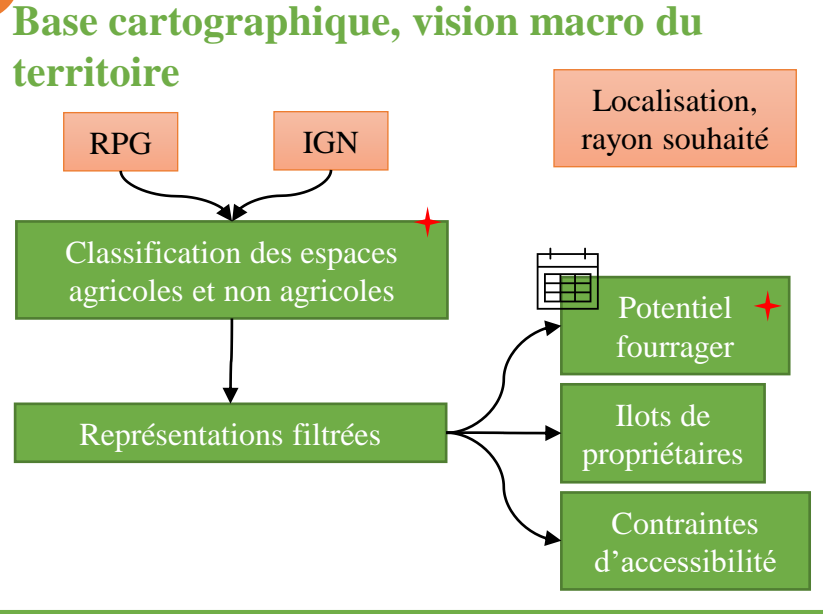 Base cartographique, vision macro du
territoire
Localisation,
rayon souhaité
RPG
IGN
Classification des espaces
agricoles et non agricoles
Potentiel
fourrager
Représentations filtrées
Ilots de
propriétaires
Contraintes
d’accessibilité